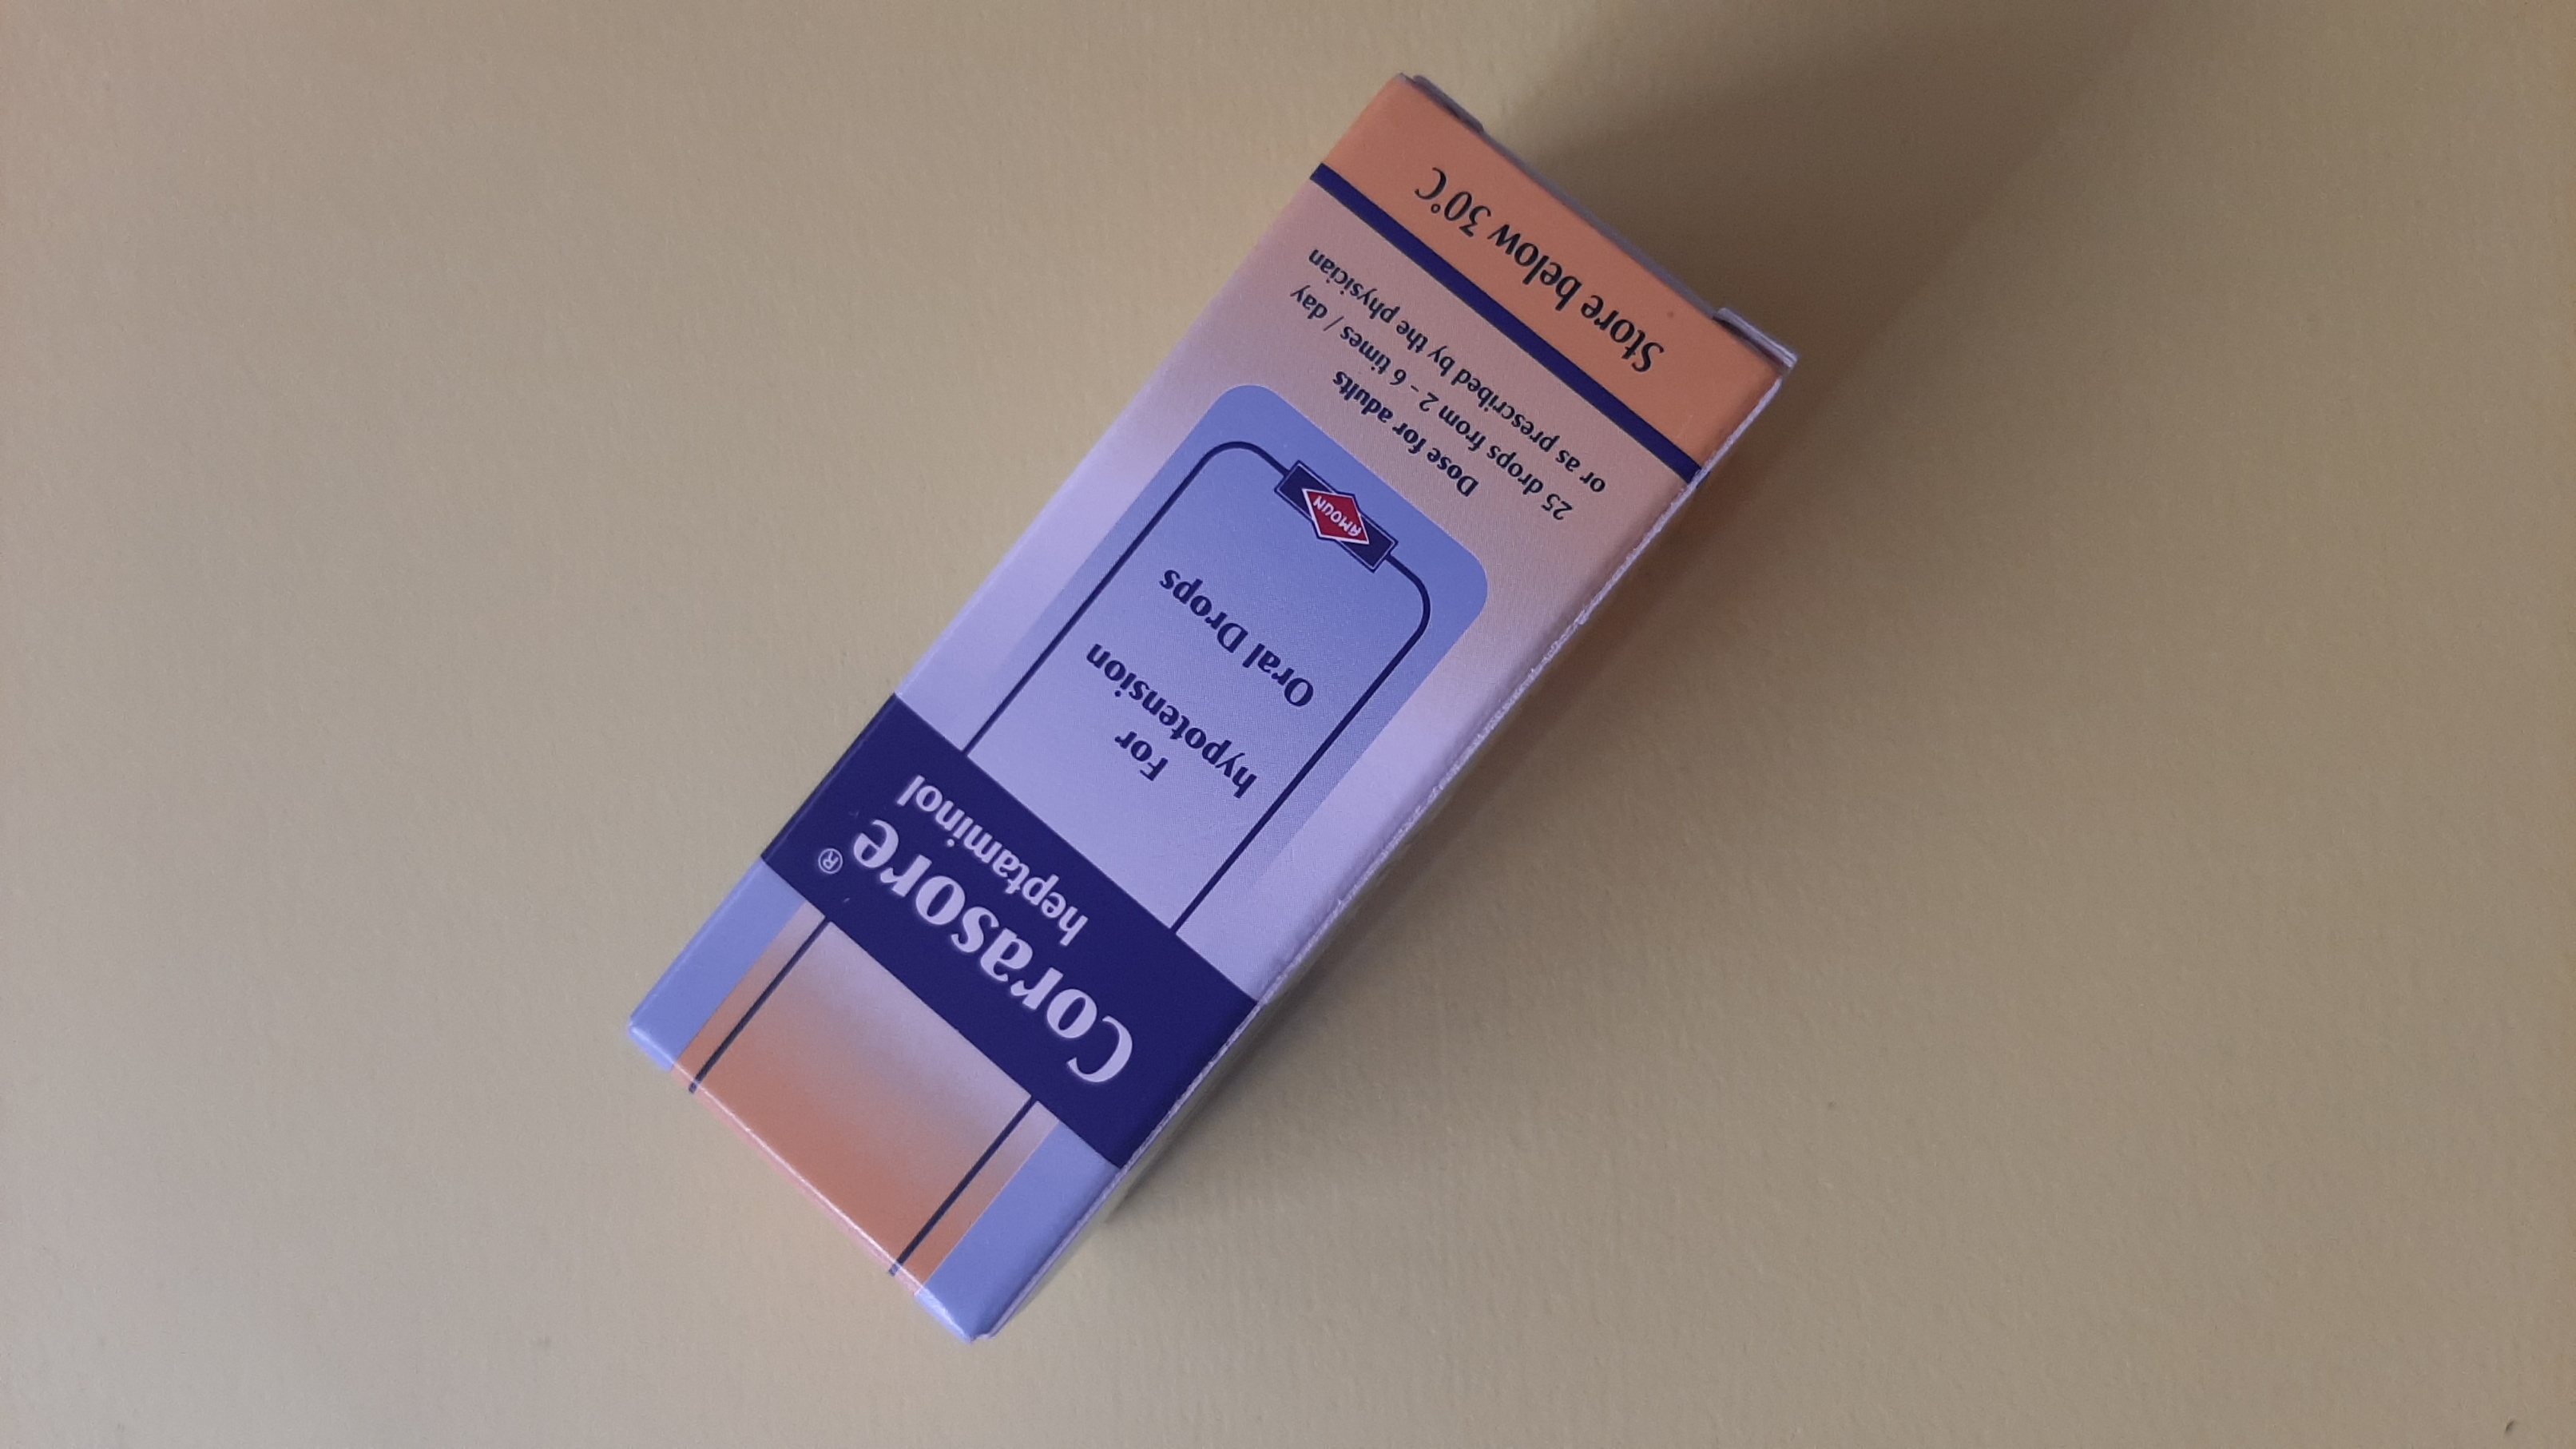 Corasore®
heptaminol
For
hypotension
Oral Drops
AMOUN
Dose for adults
25 drops from 2 - 6 times / day
or as prescribed by the physician
Store below 30°C